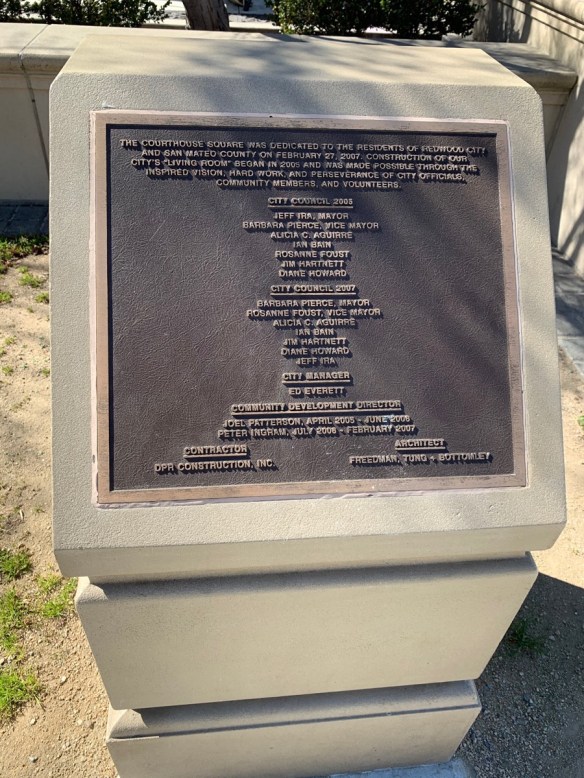 THE COURTHOUSE SQUARE WAS DEDICATED TO THE RESIDENTS OF REDWOOD CITY
AND SAN MATEO COUNTY ON FEBRUARY 27, 2007. CONSTRUCTION OF OUR
CITY'S "LIVING ROOM" BEGAN IN 2005 AND WAS MADE POSSIBLE THROUGH THE
INSPIRED VISION, HARD WORK, AND PERSEVERANCE OF CITY OFFICIALS,
COMMUNITY MEMBERS, AND VOLUNTEERS.
CITY COUNCIL 2005
JEFF IRA, MAYOR
BARBARA PIERCE, VICE MAYOR
ALICIA C. AGUIRRE
IAN BAIN
ROSANNE FOUST
JIM HARTNETT
DIANE HOWARD
CITY COUNCIL 2007
BARBARA PIERCE, MAYOR
ROSANNE FOUST, VICE MAYOR
ALICIA C. AGUIRRE
IAN BAIN
JIM HARTNETT
DIANE HOWARD
JEFF IRA
CITY MANAGER
ED EVERETT
COMMUNITY DEVELOPMENT DIRECTOR
JOEL PATTERSON, APRIL 2005 - JUNE 2006
PETER INGRAM, JULY 2006 - FEBRUARY 2007
CONTRACTOR
DPR CONSTRUCTION, INC.
ARCHITECT
FREEDMAN, TUNG + BOTTOMLEY